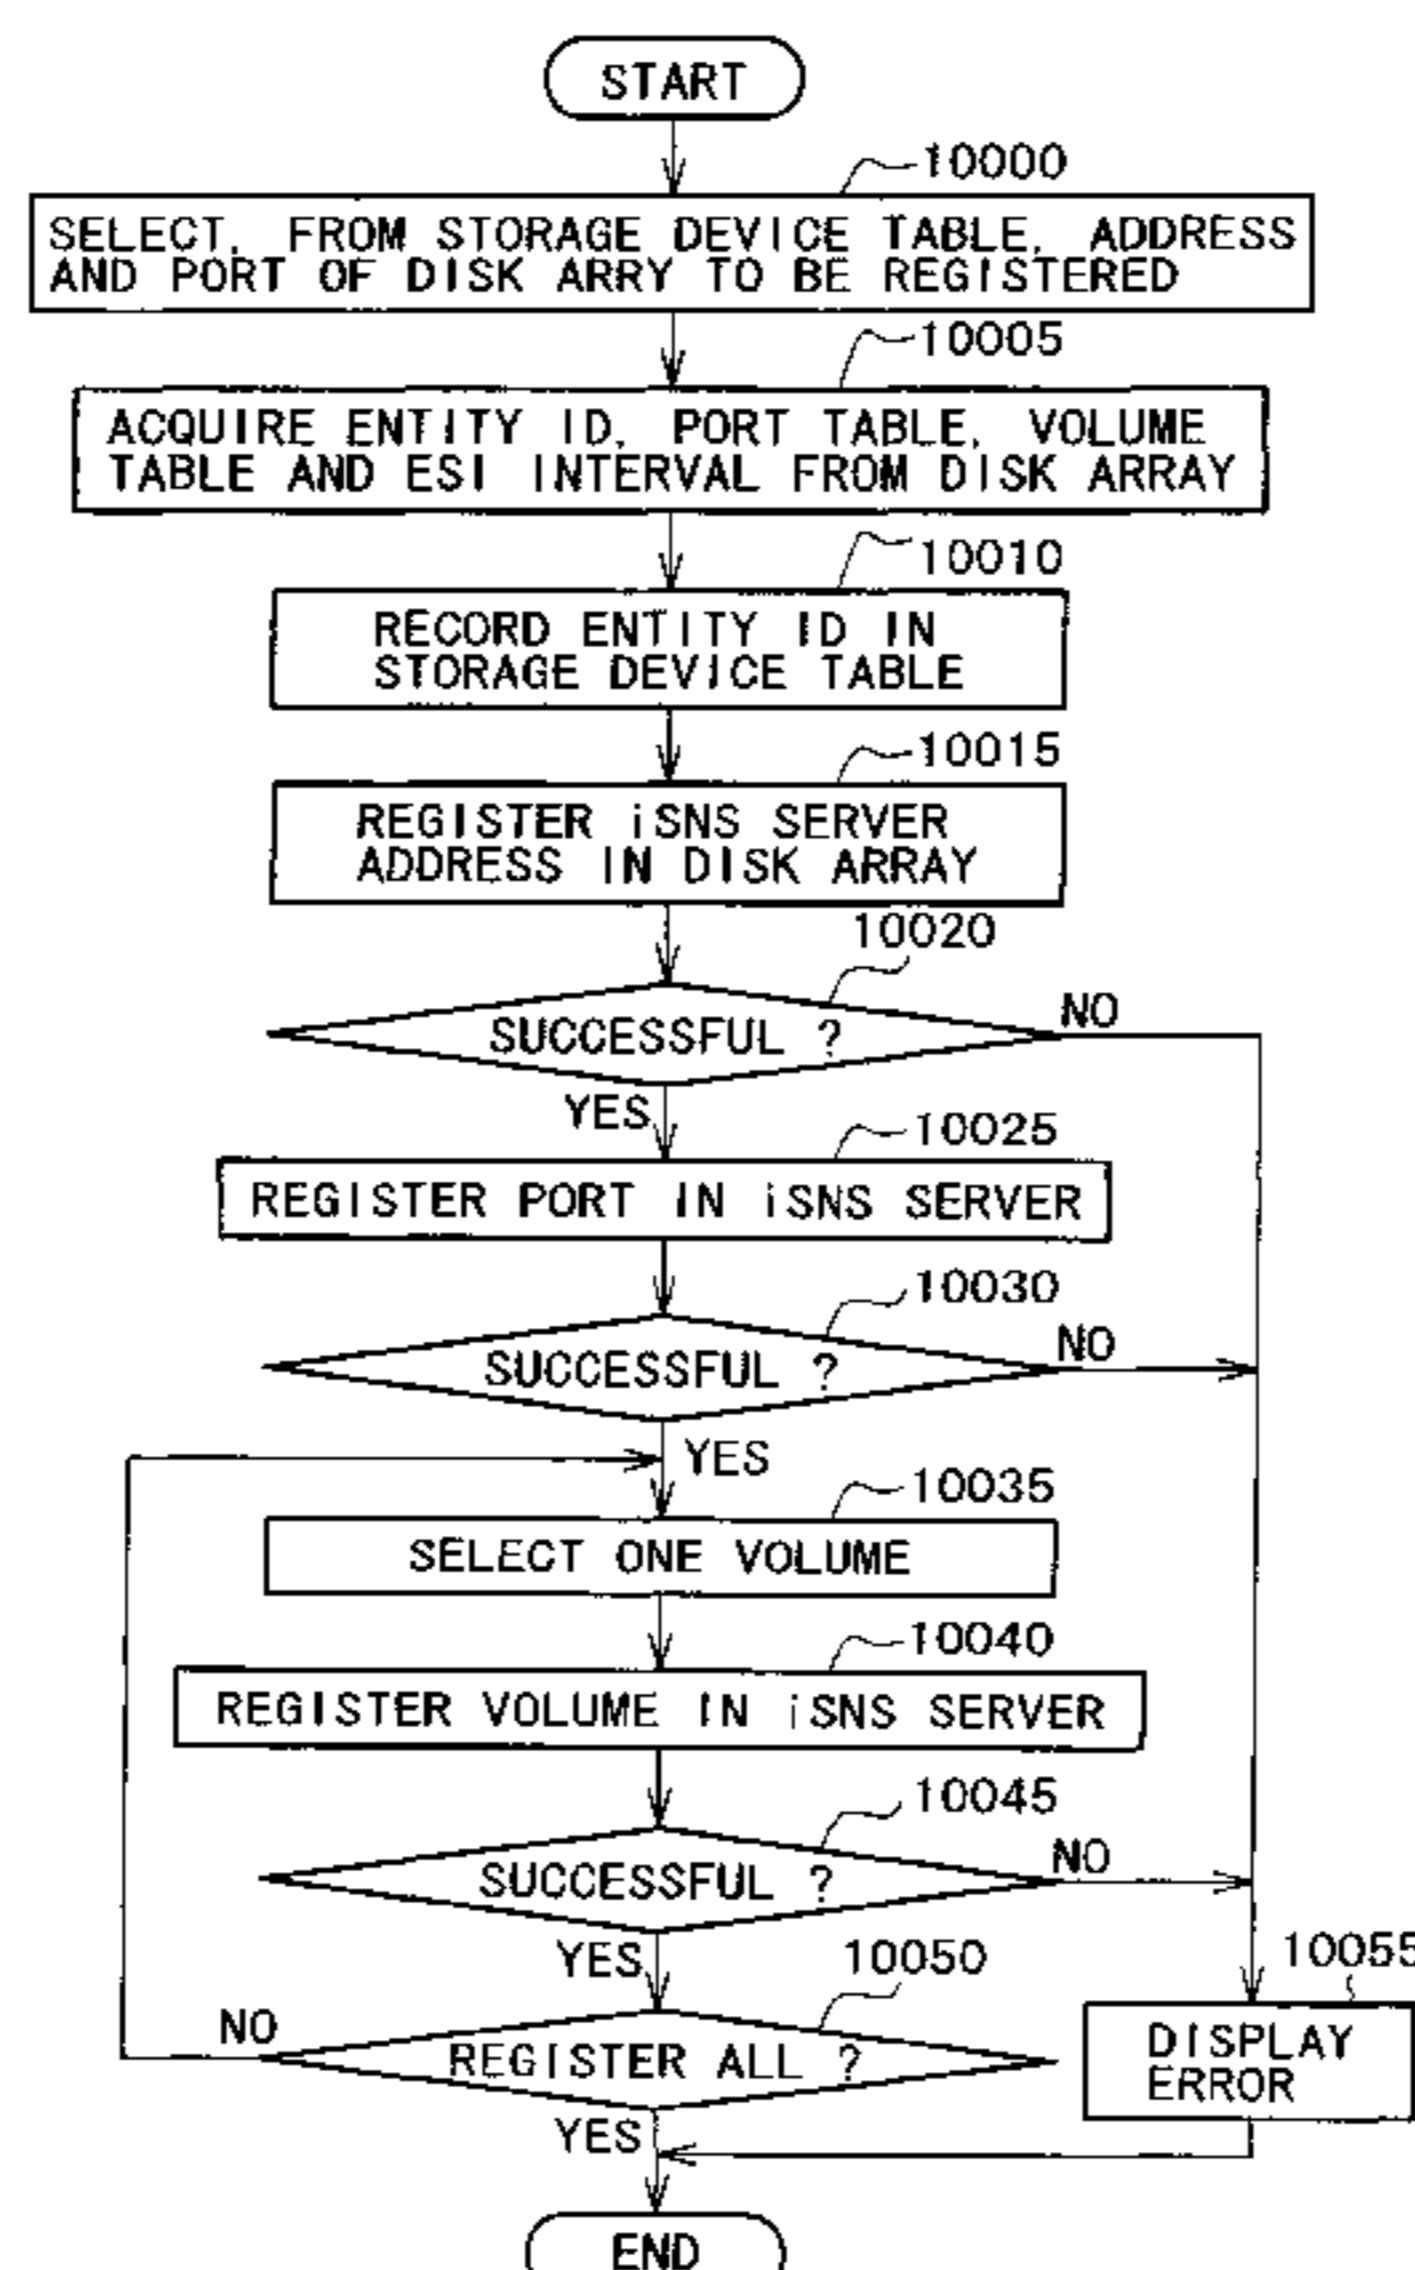 START
10000
SELECT, FROM STORAGE DEVICE TABLE, ADDRESS
AND PORT OF DISK ARRY TO BE REGISTERED
10005
ACQUIRE ENTITY ID, PORT TABLE, VOLUME
TABLE AND ESI INTERVAL FROM DISK ARRAY
10010
RECORD ENTITY ID IN
STORAGE DEVICE TABLE
10015
REGISTER iSNS SERVER
ADDRESS IN DISK ARRAY
10020
SUCCESSFUL ?
NO
YES
10025
REGISTER PORT IN iSNS SERVER
10030
SUCCESSFUL ?
NO
YES
10035
SELECT ONE VOLUME
10040
REGISTER VOLUME IN iSNS SERVER
10045
SUCCESSFUL ?
NO
YES
10050
10055
NO
REGISTER ALL ?
DISPLAY
ERROR
YES
END